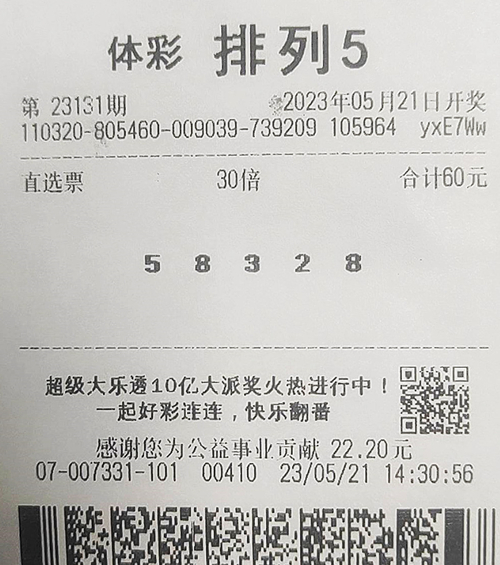 体彩 排列5
第 23131期 2023年05月21日开奖
110320-805460-009039-739209 105964 yxE7Ww
直选票 30倍 合计60元
5 8 3 2 8
超级大乐透10亿大派奖火热进行中！
一起好彩连连，快乐翻番
感谢您为公益事业贡献 22.20元
07-007331-101 00410 23/05/21 14:30:56